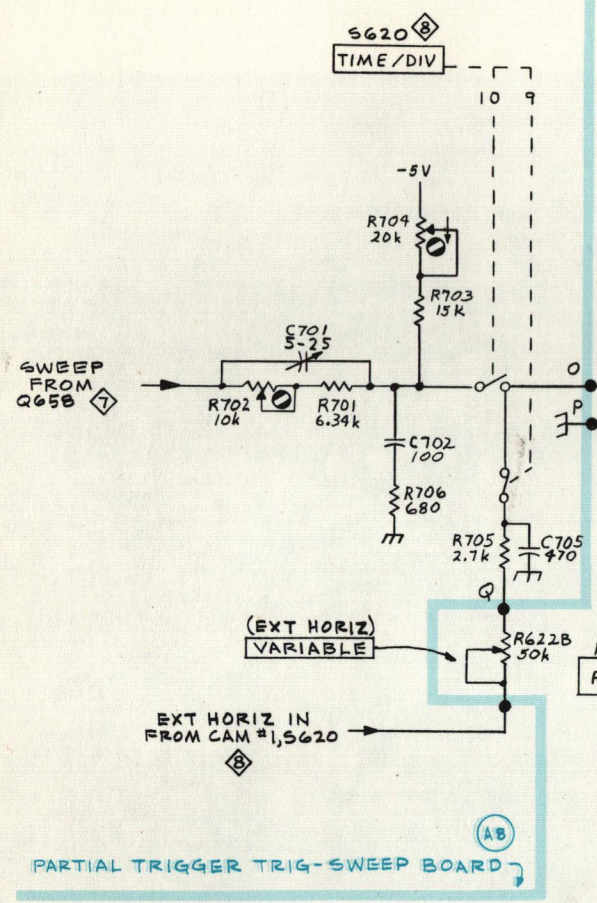 S620 8
TIME/DIV
10 9
-5V
R704
20k
R703
15k
C701
5-25
SWEEP
FROM
Q658 7
R702
10k
R701
6.34k
O
P
C702
100
R706
680
R705
2.7k
C705
470
Q
(EXT HORIZ)
VARIABLE
R622B
50k
EXT HORIZ IN
FROM CAM #1, S620
8
A8
PARTIAL TRIGGER TRIG-SWEEP BOARD